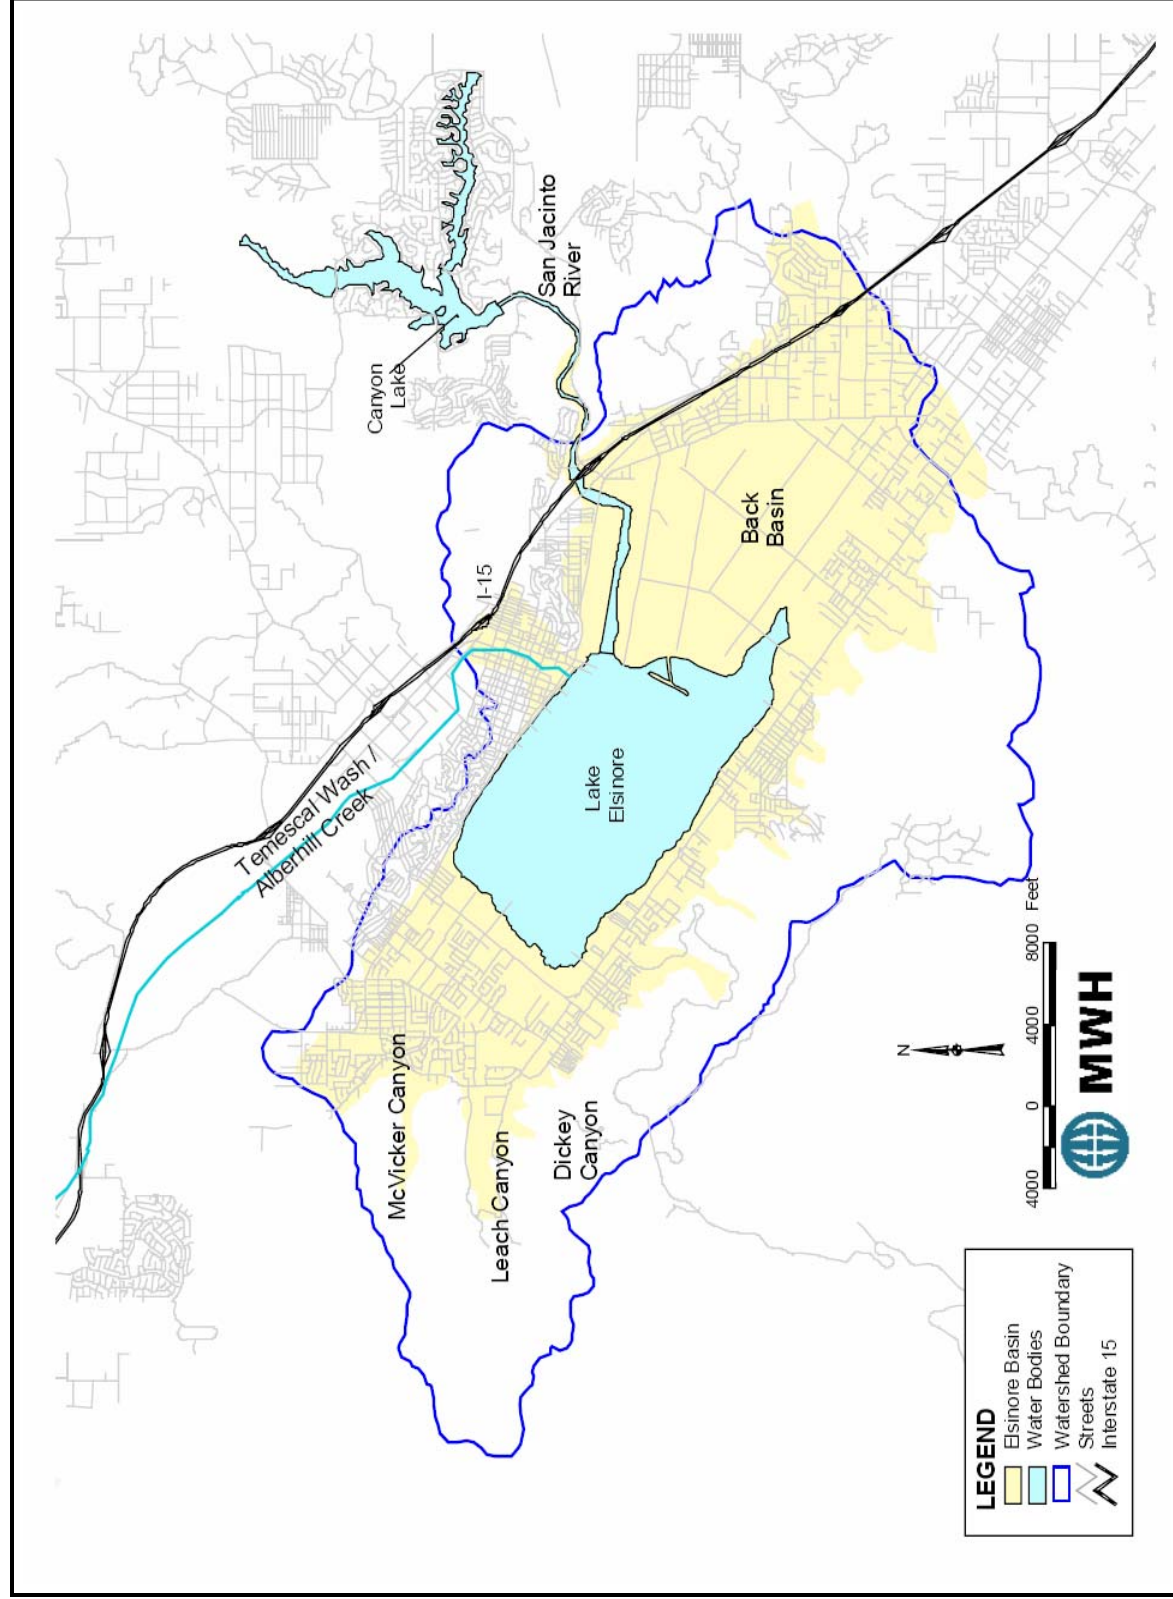 Canyon
Lake
San Jacinto
River
I-15
Temescal Wash /
Alberhill Creek
Back
Basin
Lake
Elsinore
McVicker Canyon
Leach Canyon
Dickey
Canyon
N
4000 0 4000 8000 Feet
MWH
LEGEND
Elsinore Basin
Water Bodies
Watershed Boundary
Streets
Interstate 15